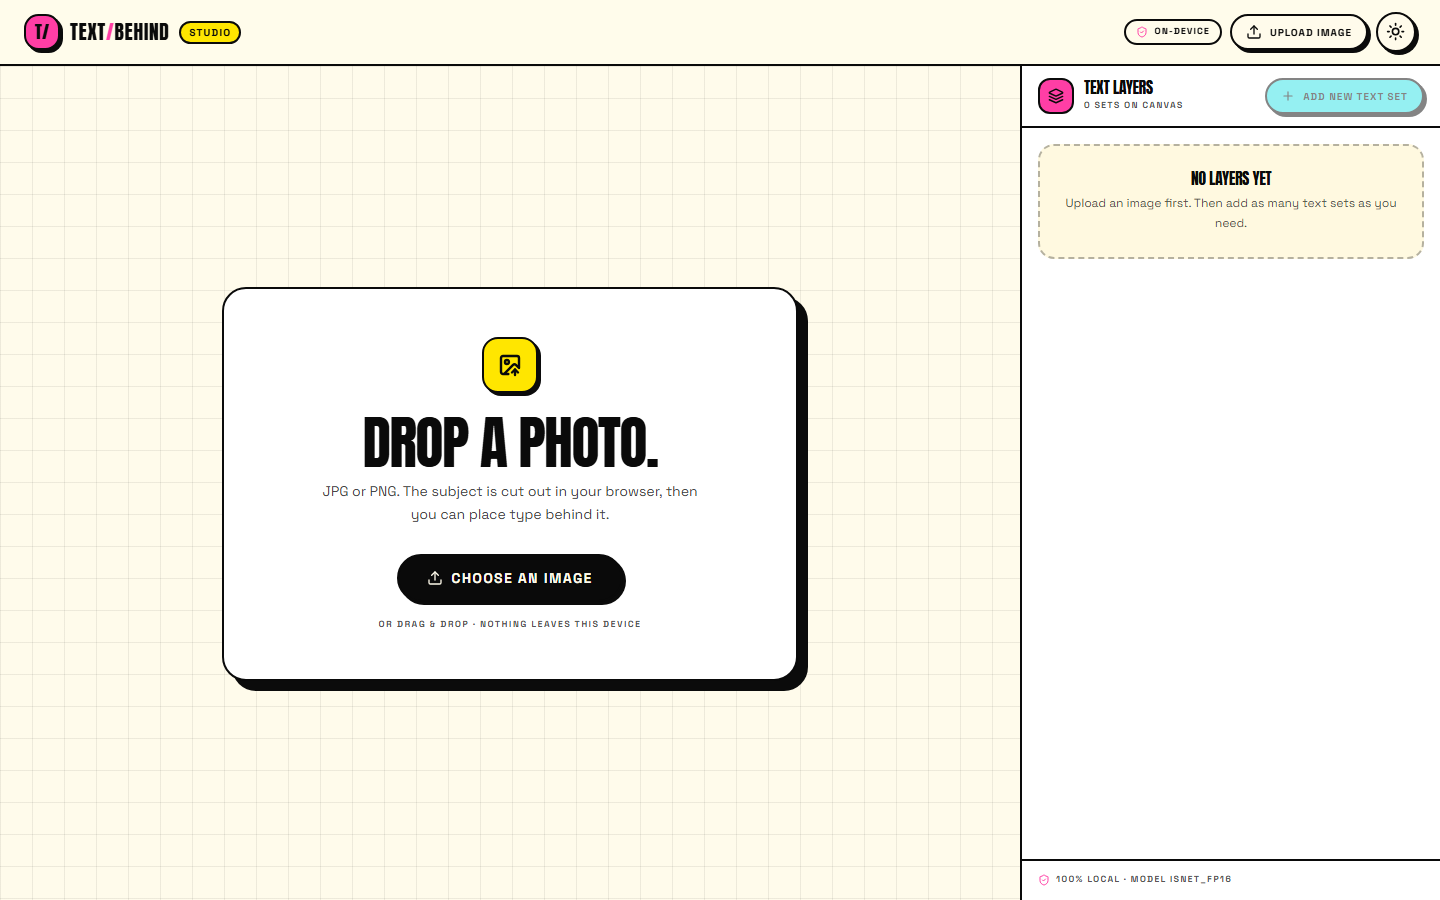 T/ TEXT/BEHIND STUDIO
ON-DEVICE
UPLOAD IMAGE
TEXT LAYERS
0 SETS ON CANVAS
ADD NEW TEXT SET
NO LAYERS YET
Upload an image first. Then add as many text sets as you
need.
DROP A PHOTO.
JPG or PNG. The subject is cut out in your browser, then
you can place type behind it.
CHOOSE AN IMAGE
OR DRAG & DROP · NOTHING LEAVES THIS DEVICE
100% LOCAL · MODEL ISNET_FP16